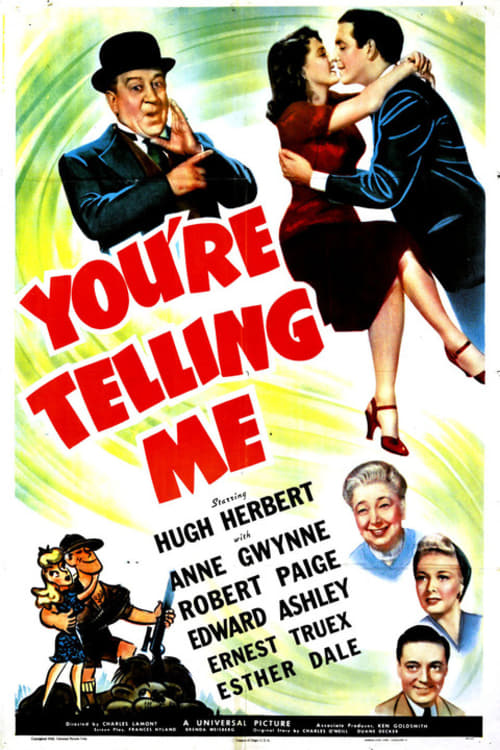 YOU'RE
TELLING
ME
Starring
HUGH HERBERT
with
ANNE GWYNNE
ROBERT PAIGE
EDWARD ASHLEY
ERNEST TRUEX
ESTHER DALE
Directed by CHARLES LAMONT
Screen Play, FRANCES HYLAND
BRENDA WEISBERG
A UNIVERSAL PICTURE
Original Story by CHARLES O'NEILL
DUANE DECKER
Associate Producer, KEN GOLDSMITH